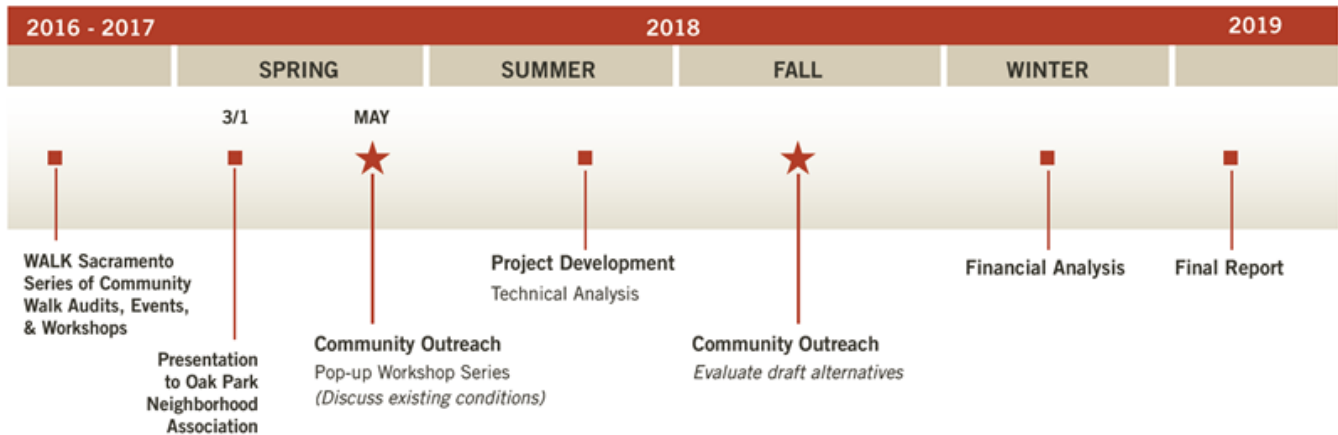 2016 - 2017
2018
2019
SPRING
SUMMER
FALL
WINTER
3/1
MAY
WALK Sacramento
Series of Community
Walk Audits, Events,
& Workshops
Presentation
to Oak Park
Neighborhood
Association
Community Outreach
Pop-up Workshop Series
(Discuss existing conditions)
Project Development
Technical Analysis
Community Outreach
Evaluate draft alternatives
Financial Analysis
Final Report